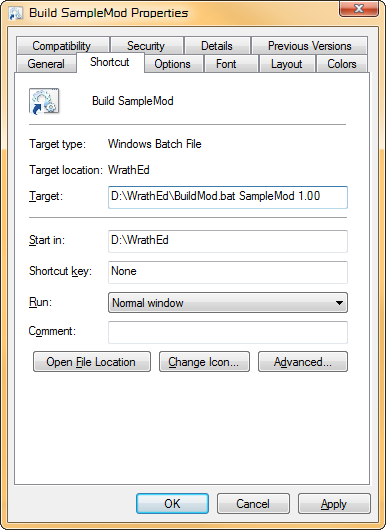 Build SampleMod Properties
Compatibility Security Details Previous Versions
General Shortcut Options Font Layout Colors
Build SampleMod
Target type: Windows Batch File
Target location: WrathEd
Target: D:\WrathEd\BuildMod.bat SampleMod 1.00
Start in: D:\WrathEd
Shortcut key: None
Run: Normal window
Comment:
Open File Location Change Icon... Advanced...
OK Cancel Apply